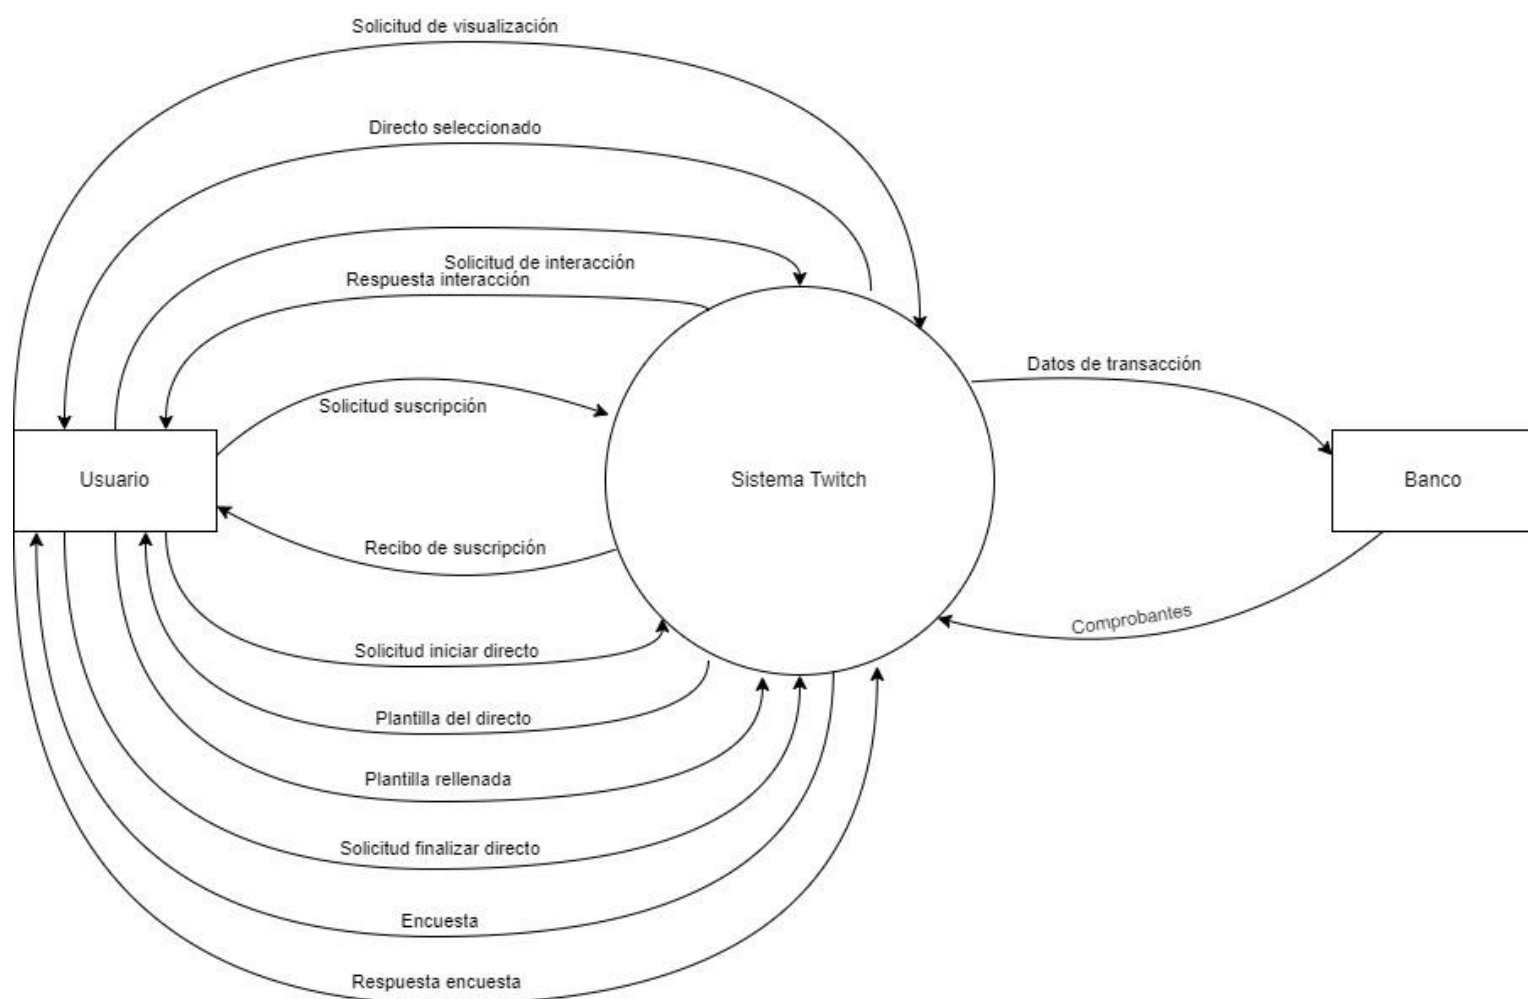 Solicitud de visualización
Directo seleccionado
Solicitud de interacción
Respuesta interacción
Datos de transacción
Solicitud suscripción
Usuario
Sistema Twitch
Banco
Recibo de suscripción
Comprobantes
Solicitud iniciar directo
Plantilla del directo
Plantilla rellenada
Solicitud finalizar directo
Encuesta
Respuesta encuesta